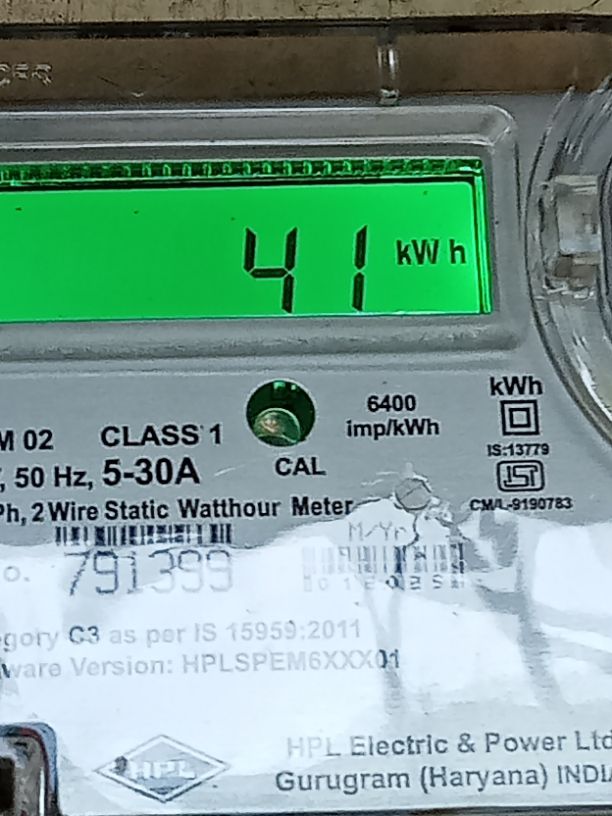 41 kWh
kWh
6400
imp/kWh
M 02 CLASS 1
IS:13779
, 50 Hz, 5-30A
CAL
CM/L-9190783
Ph, 2 Wire Static Watthour Meter
M/Yr
o. 791399
gory C3 as per IS 15959:2011
ware Version: HPLSPEM6XXX01
HPL
HPL Electric & Power Ltd
Gurugram (Haryana) INDIA